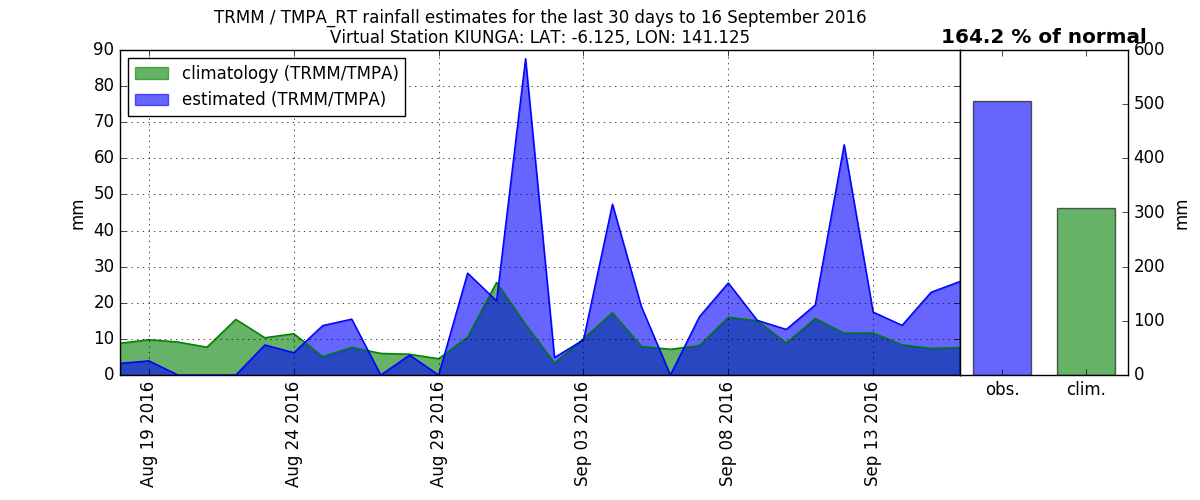 TRMM / TMPA_RT rainfall estimates for the last 30 days to 16 September 2016
Virtual Station KIUNGA: LAT: -6.125, LON: 141.125
164.2 % of normal
climatology (TRMM/TMPA)
estimated (TRMM/TMPA)
mm
90
80
70
60
50
40
30
20
10
0
Aug 19 2016
Aug 24 2016
Aug 29 2016
Sep 03 2016
Sep 08 2016
Sep 13 2016
obs.
clim.
600
500
400
300
200
100
0
mm